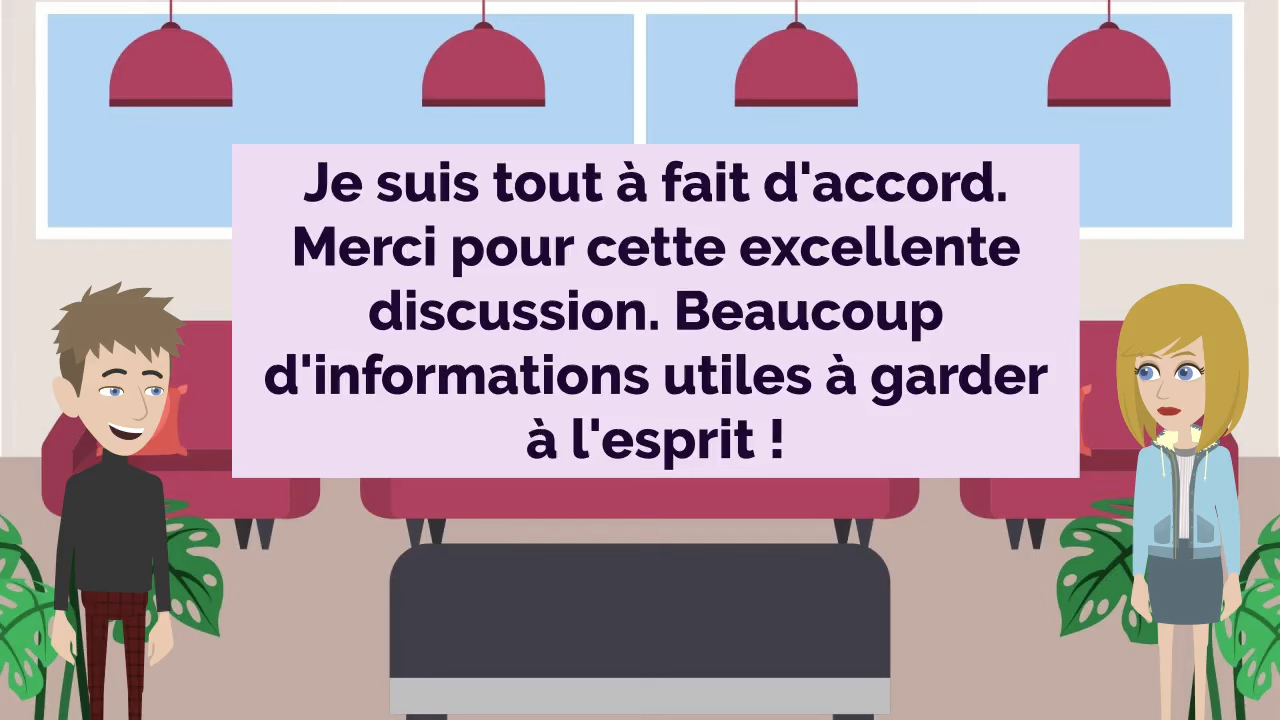 Je suis tout à fait d'accord.
Merci pour cette excellente
discussion. Beaucoup
d'informations utiles à garder
à l'esprit !